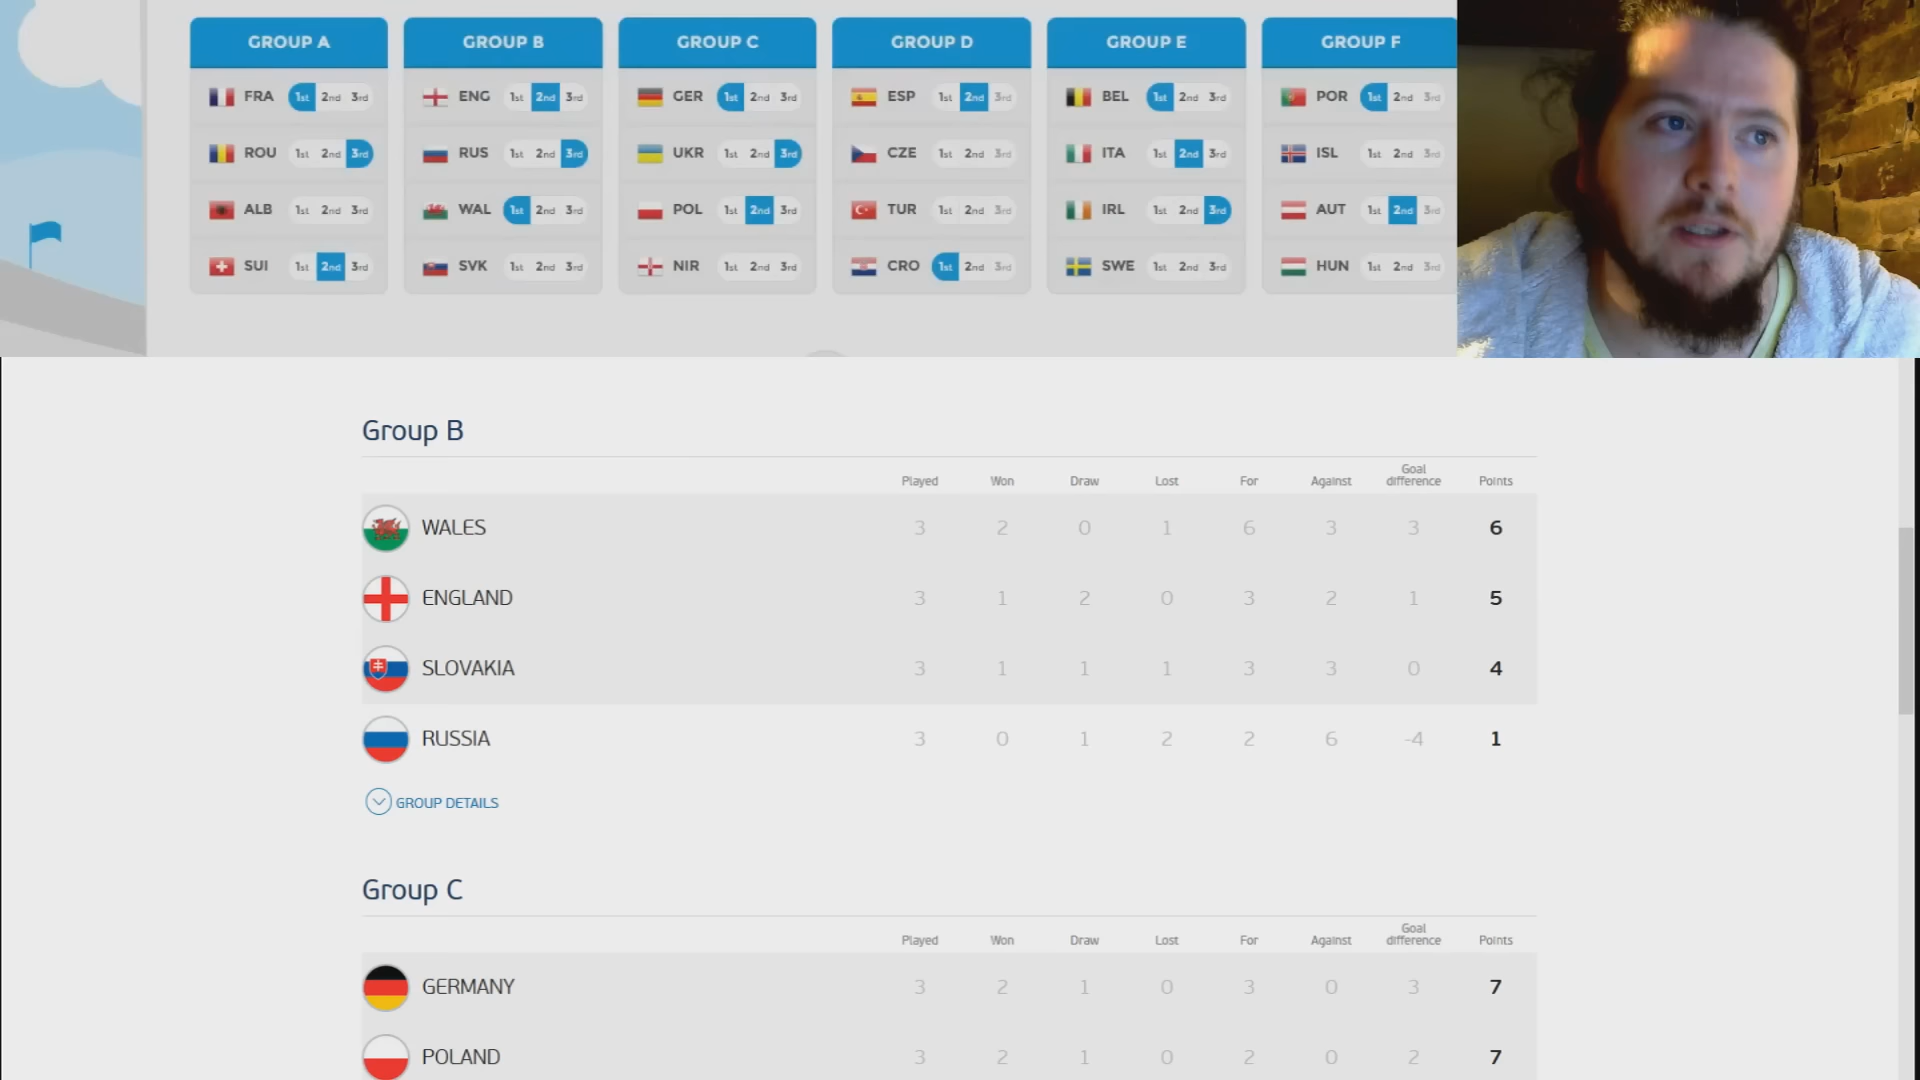 GROUP A GROUP B GROUP C GROUP D GROUP E GROUP F
FRA 1st 2nd 3rd ENG 1st 2nd 3rd GER 1st 2nd 3rd ESP 1st 2nd 3rd BEL 1st 2nd 3rd POR 1st 2nd 3rd
ROU 1st 2nd 3rd RUS 1st 2nd 3rd UKR 1st 2nd 3rd CZE 1st 2nd 3rd ITA 1st 2nd 3rd ISL 1st 2nd 3rd
ALB 1st 2nd 3rd WAL 1st 2nd 3rd POL 1st 2nd 3rd TUR 1st 2nd 3rd IRL 1st 2nd 3rd AUT 1st 2nd 3rd
SUI 1st 2nd 3rd SVK 1st 2nd 3rd NIR 1st 2nd 3rd CRO 1st 2nd 3rd SWE 1st 2nd 3rd HUN 1st 2nd 3rd
Group B
Played Won Draw Lost For Against Goal difference Points
WALES 3 2 0 1 6 3 3 6
ENGLAND 3 1 2 0 3 2 1 5
SLOVAKIA 3 1 1 1 3 3 0 4
RUSSIA 3 0 1 2 2 6 -4 1
GROUP DETAILS
Group C
Played Won Draw Lost For Against Goal difference Points
GERMANY 3 2 1 0 3 0 3 7
POLAND 3 2 1 0 2 0 2 7